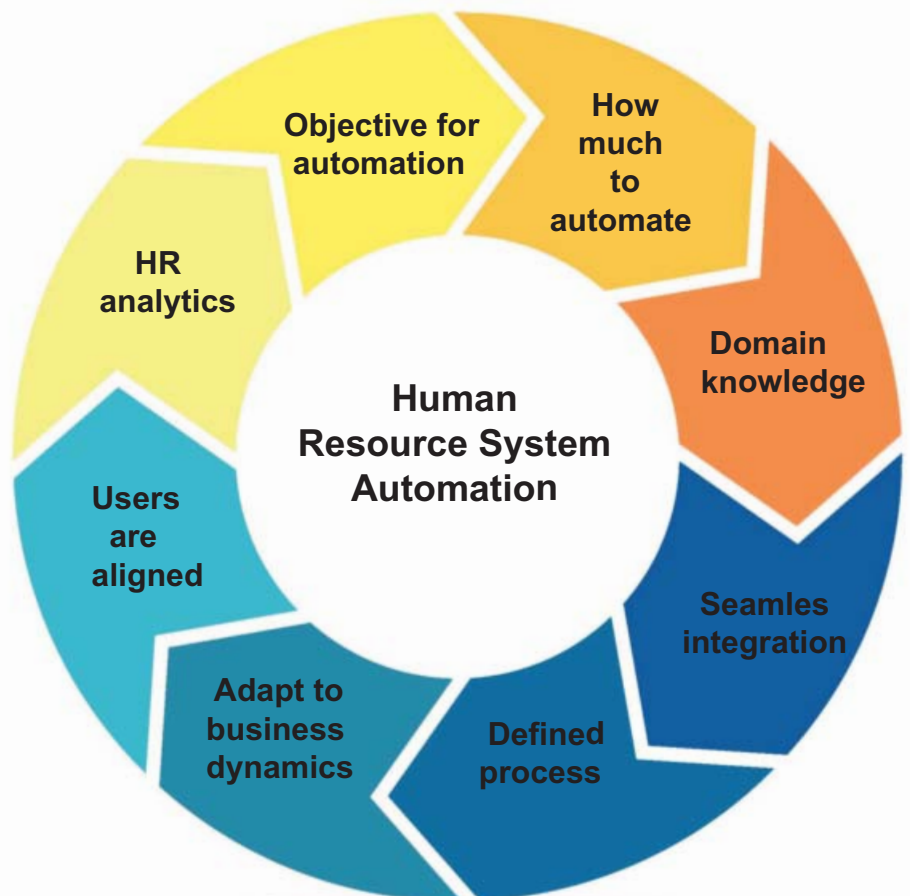 Objective for
automation
How
much
to
automate
Domain
knowledge
Seamles
integration
Defined
process
Adapt to
business
dynamics
Users
are
aligned
HR
analytics
Human
Resource System
Automation